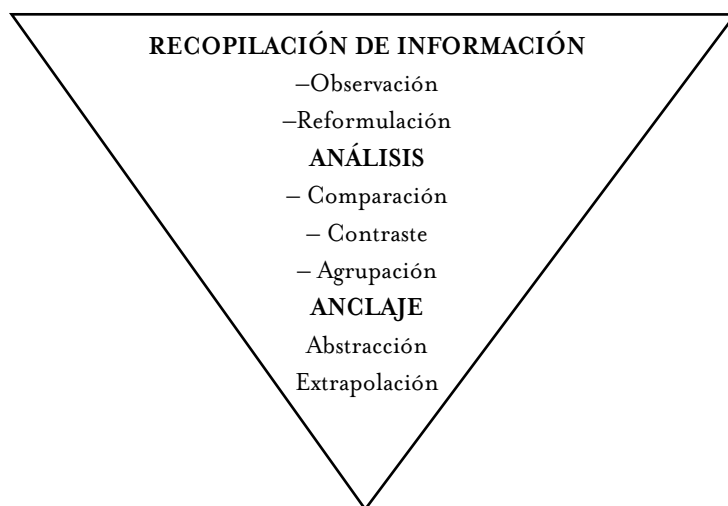 RECOPILACIÓN DE INFORMACIÓN
–Observación
–Reformulación
ANÁLISIS
– Comparación
– Contraste
– Agrupación
ANCLAJE
Abstracción
Extrapolación